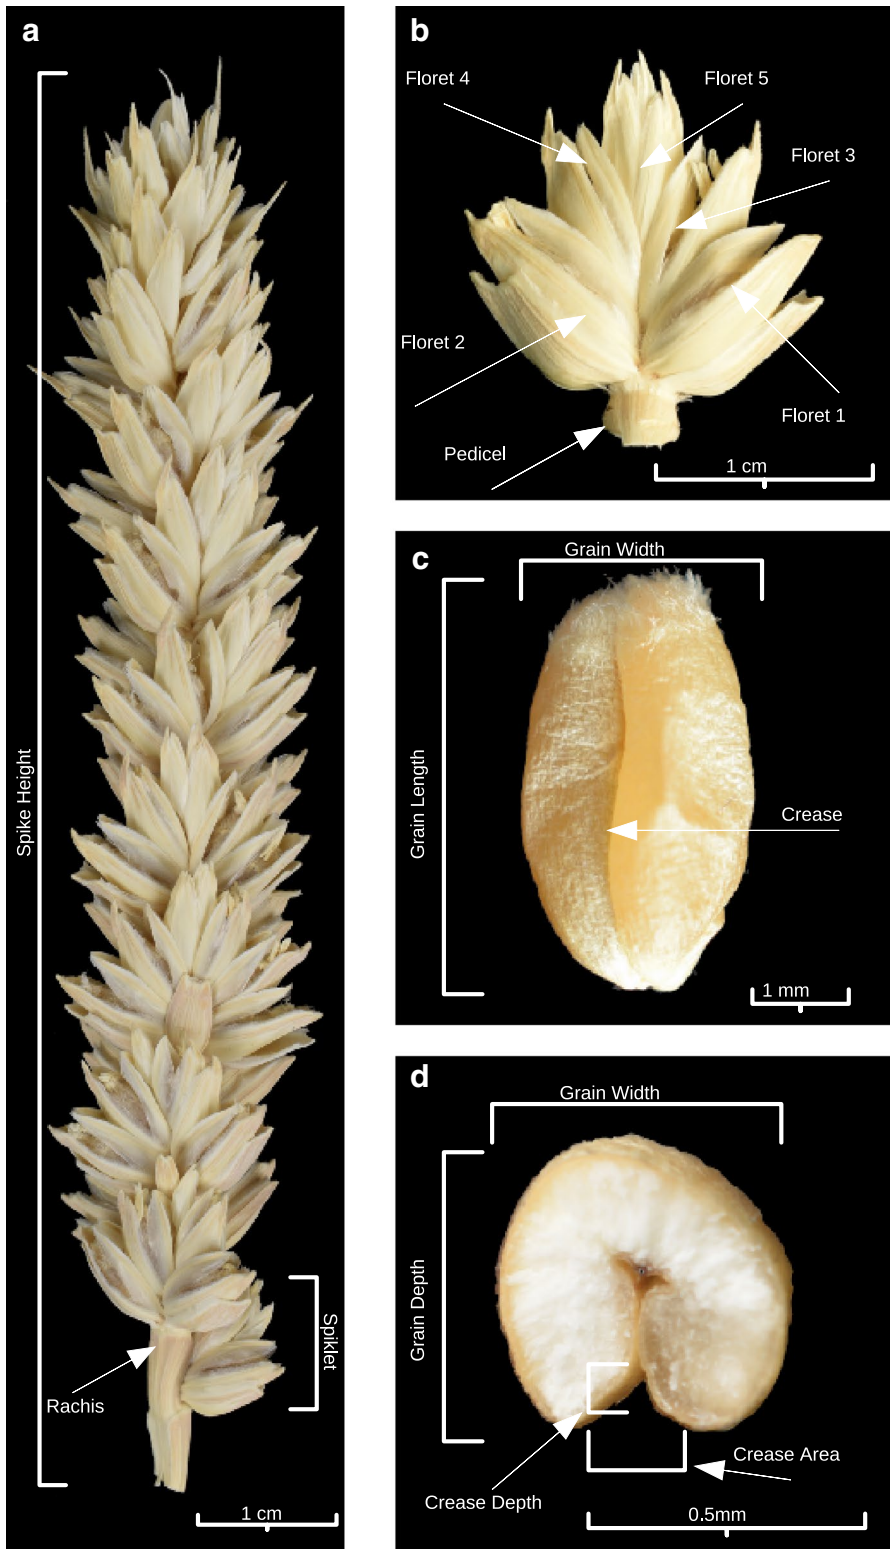 a
Spike Height
Rachis
Spiklet
1 cm
b
Floret 4
Floret 5
Floret 3
Floret 2
Floret 1
Pedicel
1 cm
c
Grain Width
Grain Length
Crease
1 mm
d
Grain Width
Grain Depth
Crease Area
Crease Depth
0.5mm